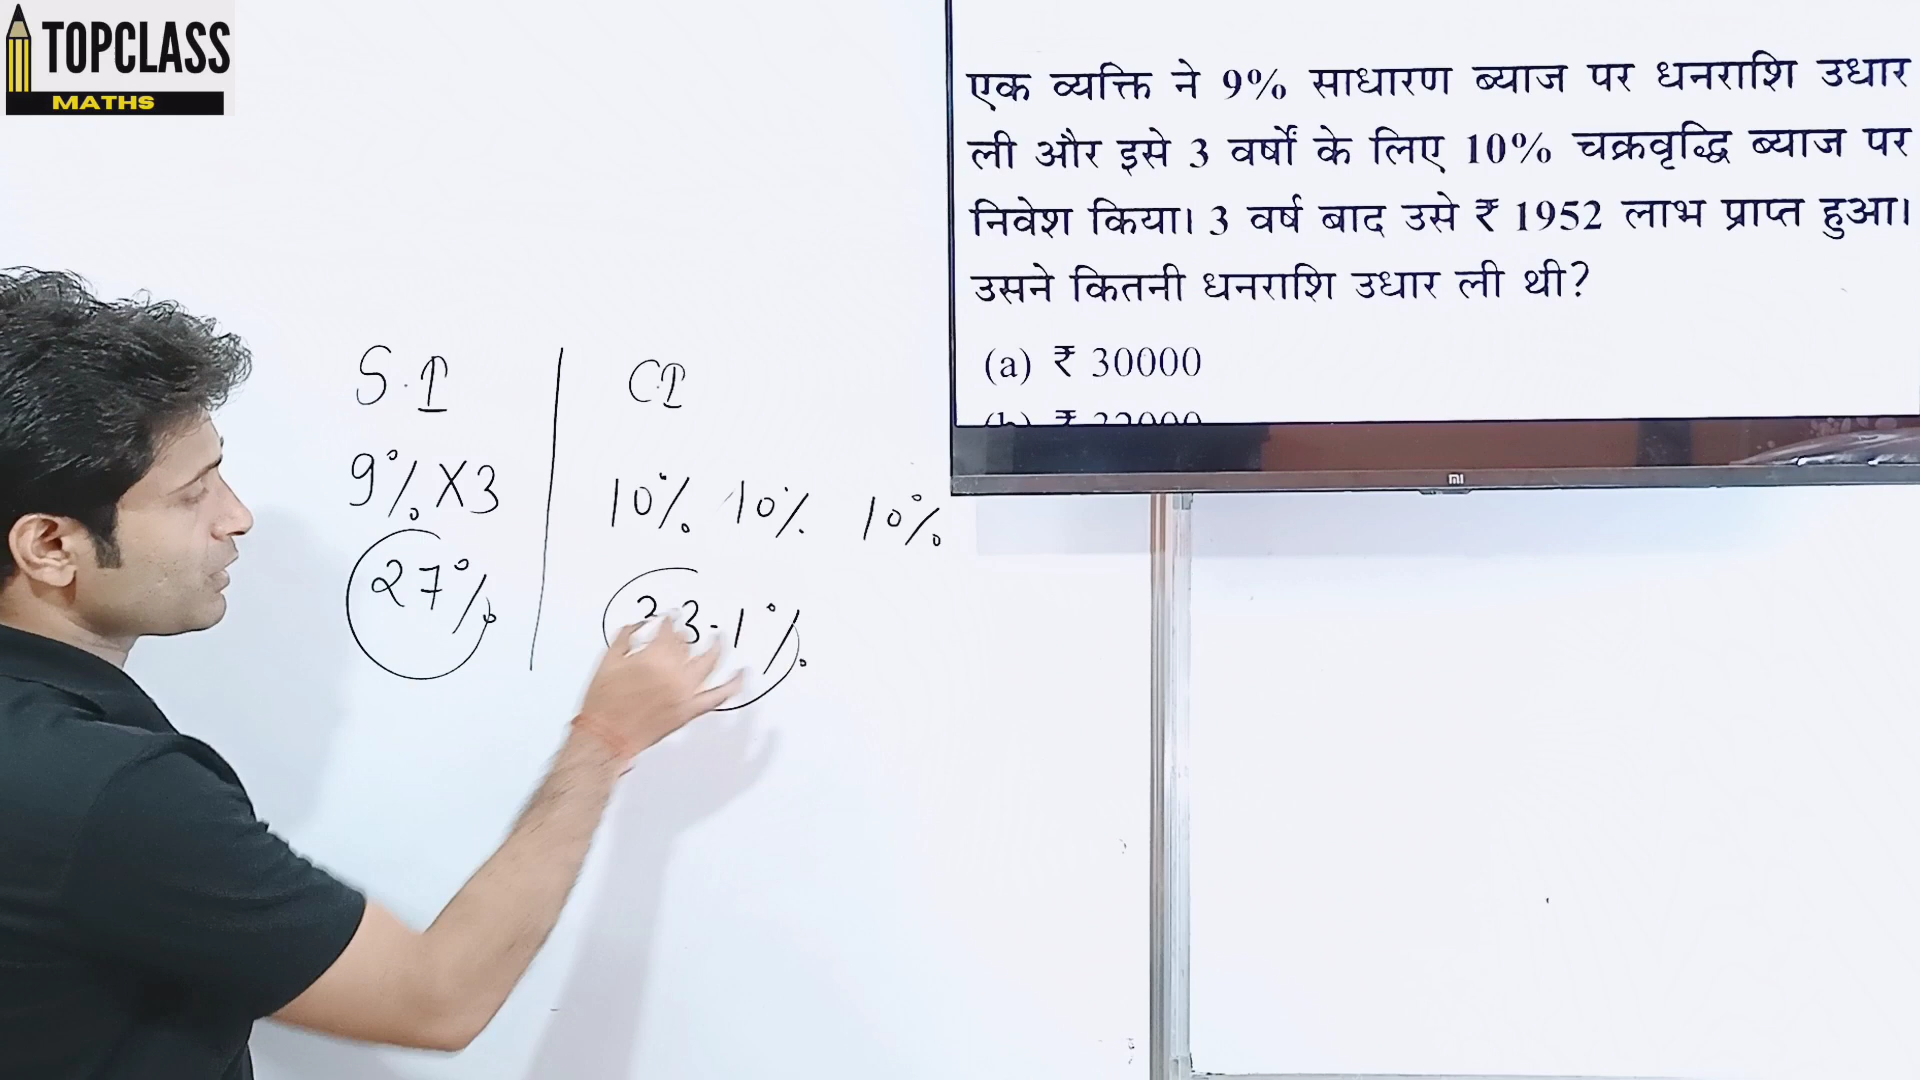 TOPCLASS
MATHS
एक व्यक्ति ने 9% साधारण ब्याज पर धनराशि उधार
ली और इसे 3 वर्षों के लिए 10% चक्रवृद्धि ब्याज पर
निवेश किया। 3 वर्ष बाद उसे ₹ 1952 लाभ प्राप्त हुआ।
उसने कितनी धनराशि उधार ली थी?
(a) ₹ 30000
mi
S.I
9% X3
27%
CI
10% 10% 10%
33.1%